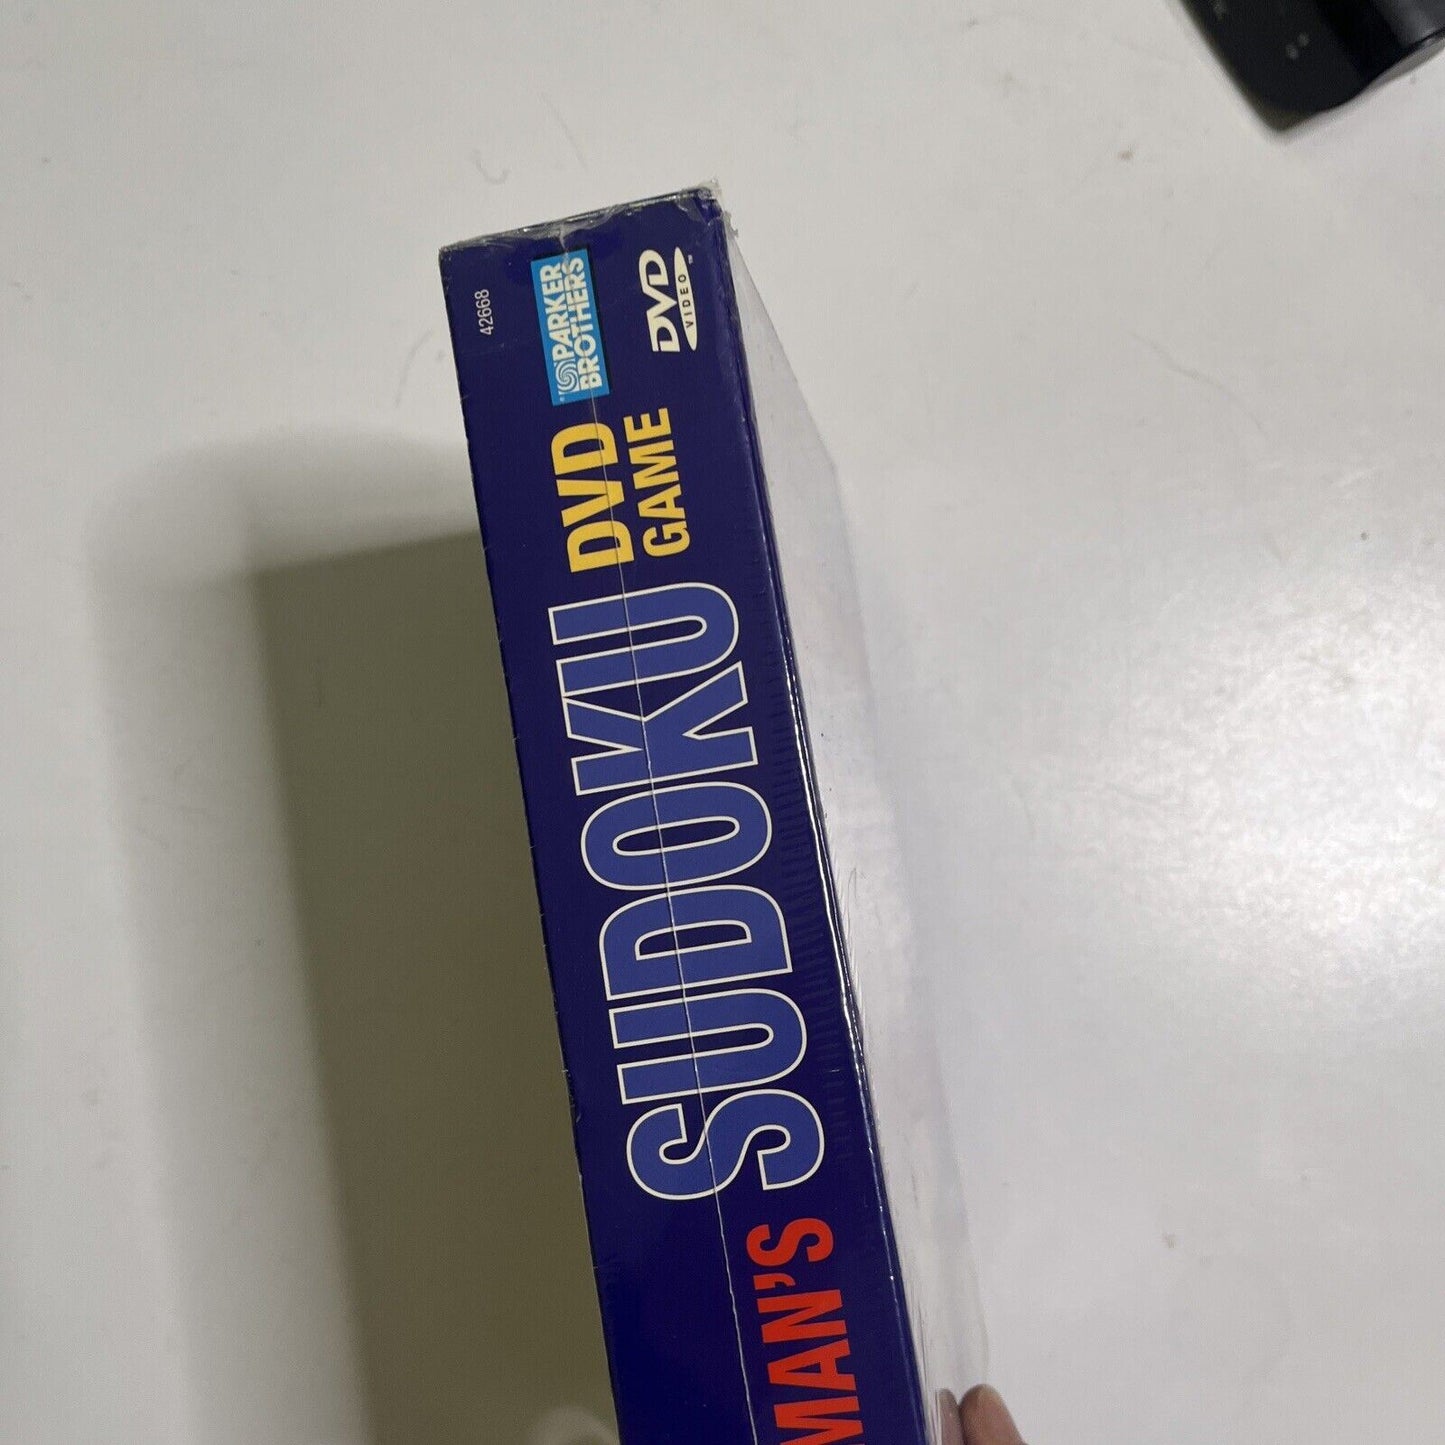 MAN'S SUDOKU DVD
GAME
PARKER
BROTHERS
DVD
VIDEO
42668